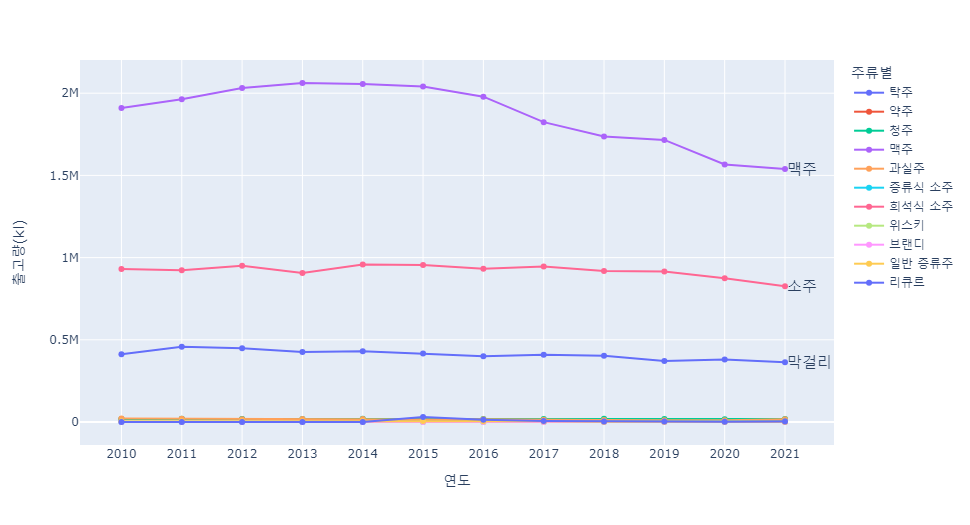 출고량(kl)
2M
1.5M
1M
0.5M
0
맥주
소주
막걸리
2010 2011 2012 2013 2014 2015 2016 2017 2018 2019 2020 2021
연도
주류별
탁주
약주
청주
맥주
과실주
증류식 소주
희석식 소주
위스키
브랜디
일반 증류주
리큐르